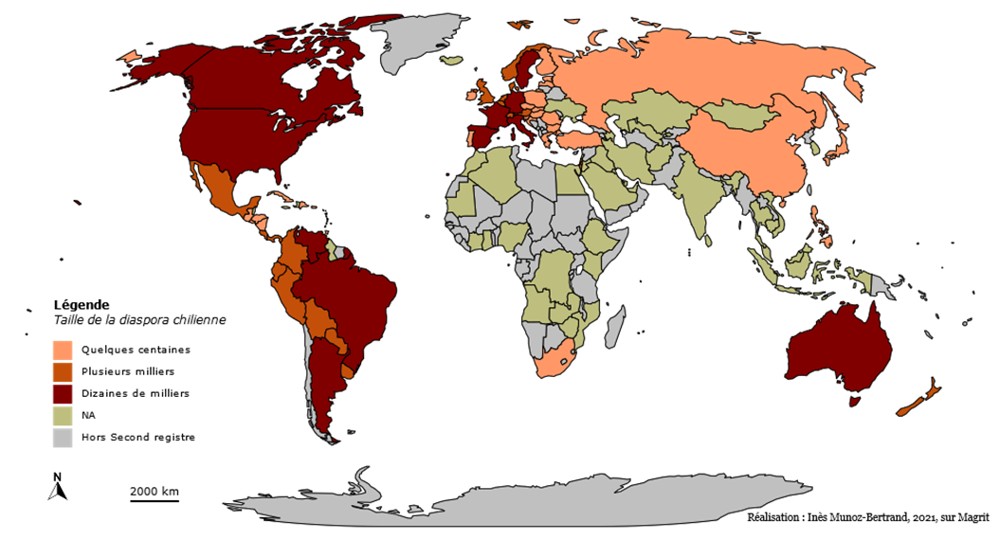 Légende
Taille de la diaspora chilienne
Quelques centaines
Plusieurs milliers
Dizaines de milliers
NA
Hors Second registre
N
2000 km
Réalisation : Inès Munoz-Bertrand, 2021, sur Magrit